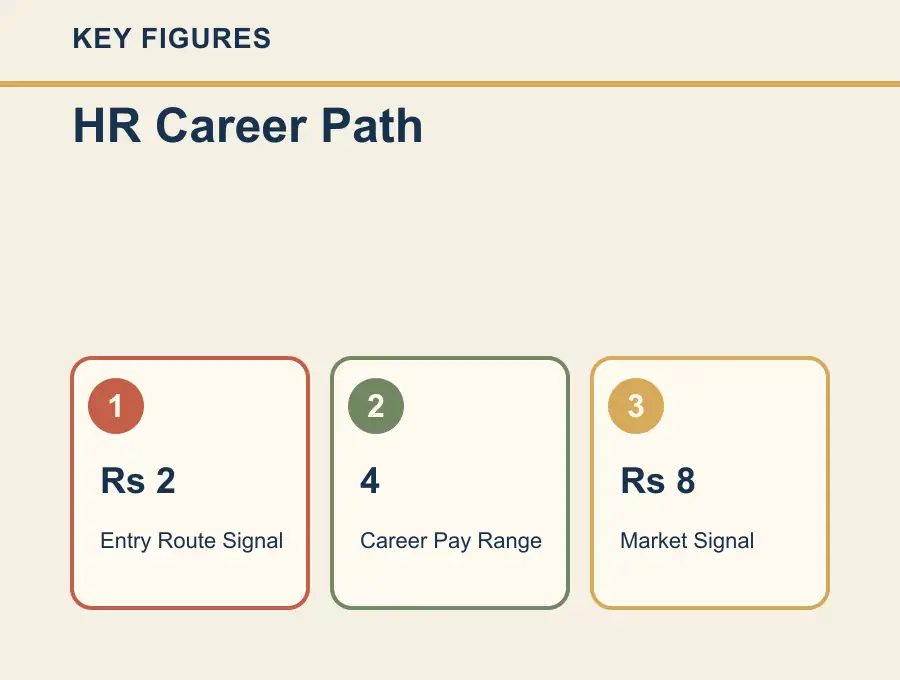 KEY FIGURES
HR Career Path
1
Rs 2
Entry Route Signal
2
4
Career Pay Range
3
Rs 8
Market Signal